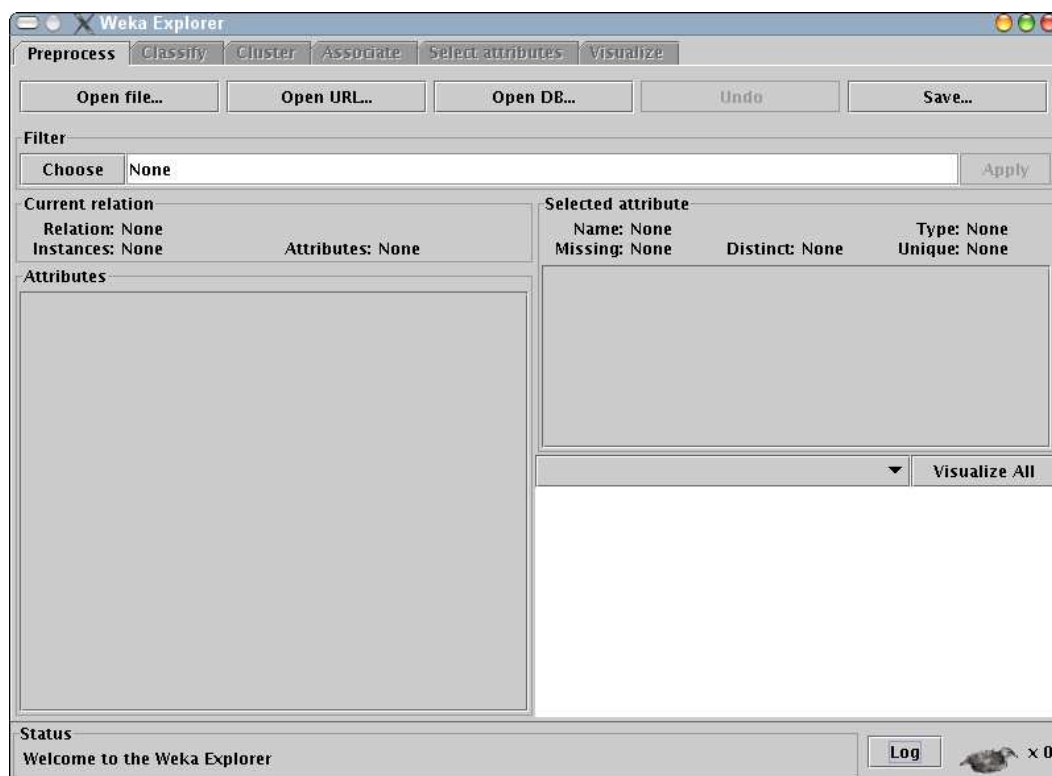 Weka Explorer
Preprocess Classify Cluster Associate Select attributes Visualize
Open file... Open URL... Open DB... Undo Save...
Filter
Choose None Apply
Current relation
Relation: None
Instances: None Attributes: None
Attributes
Selected attribute
Name: None Type: None
Missing: None Distinct: None Unique: None
Visualize All
Status
Welcome to the Weka Explorer
Log x 0